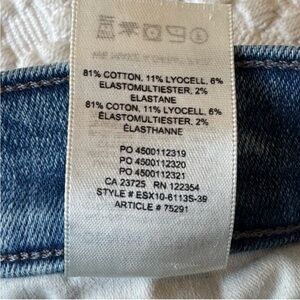 81% COTTON, 11% LYOCELL, 6%
ELASTOMULTIESTER, 2%
ELASTANE
81% COTON, 11% LYOCELL, 6%
ÉLASTOMULTIESTER, 2%
ÉLASTHANNE
PO 4500112319
PO 4500112320
PO 4500112321
CA 23725 RN 122354
STYLE # ESX10-6113S-39
ARTICLE # 75291